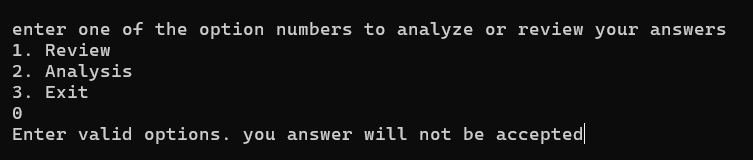 enter one of the option numbers to analyze or review your answers
1. Review
2. Analysis
3. Exit
0
Enter valid options. you answer will not be accepted